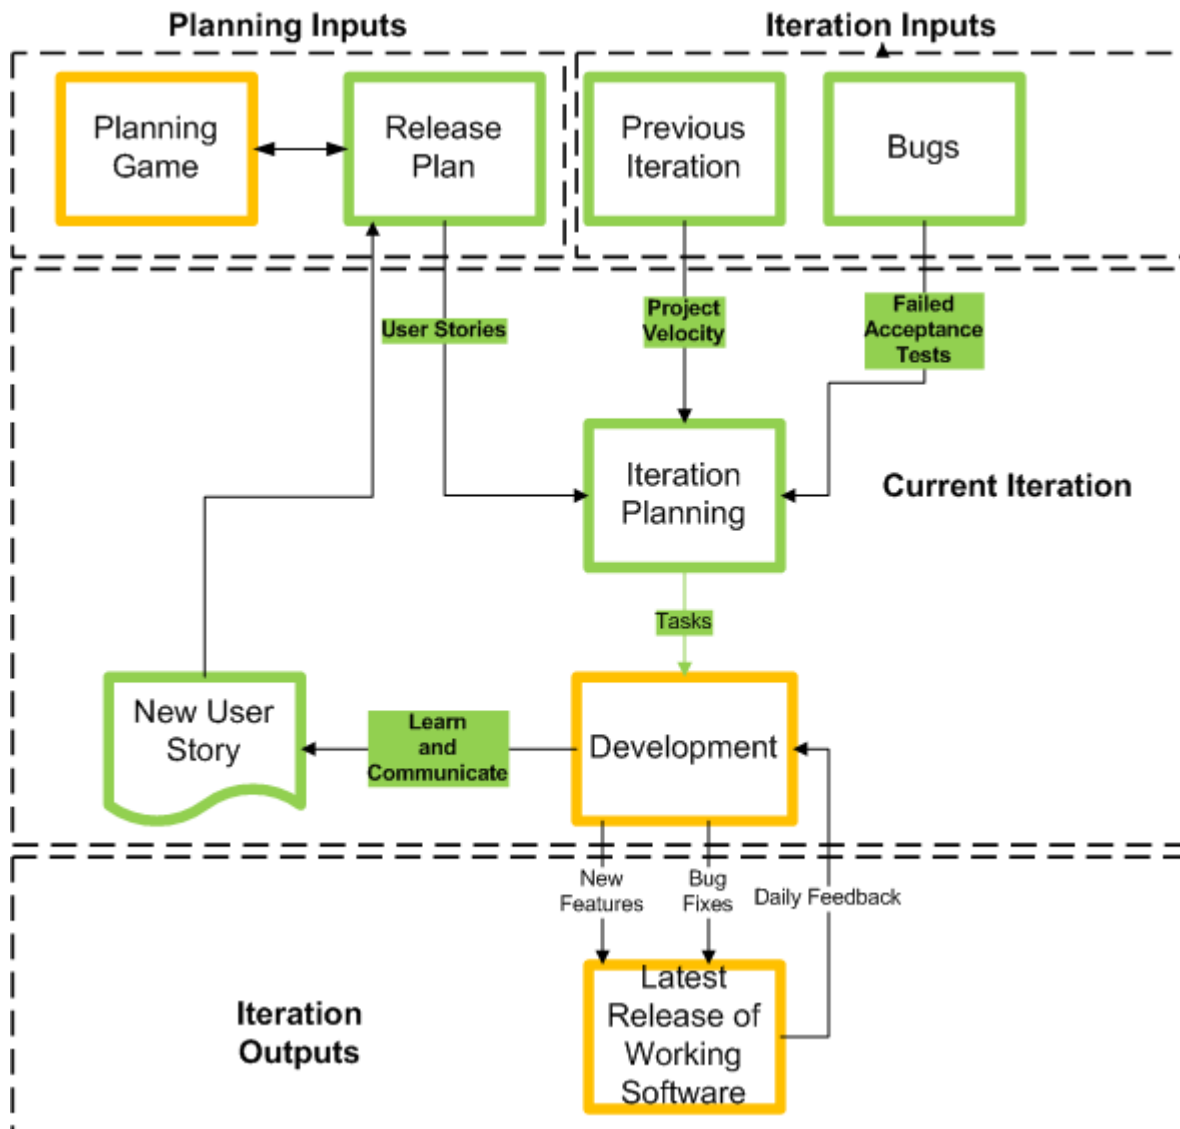 Planning Inputs
Iteration Inputs
Planning
Game
Release
Plan
Previous
Iteration
Bugs
User Stories
Project
Velocity
Failed
Acceptance
Tests
Iteration
Planning
Current Iteration
Tasks
New User
Story
Learn
and
Communicate
Development
New
Features
Bug
Fixes
Daily Feedback
Iteration
Outputs
Latest
Release of
Working
Software